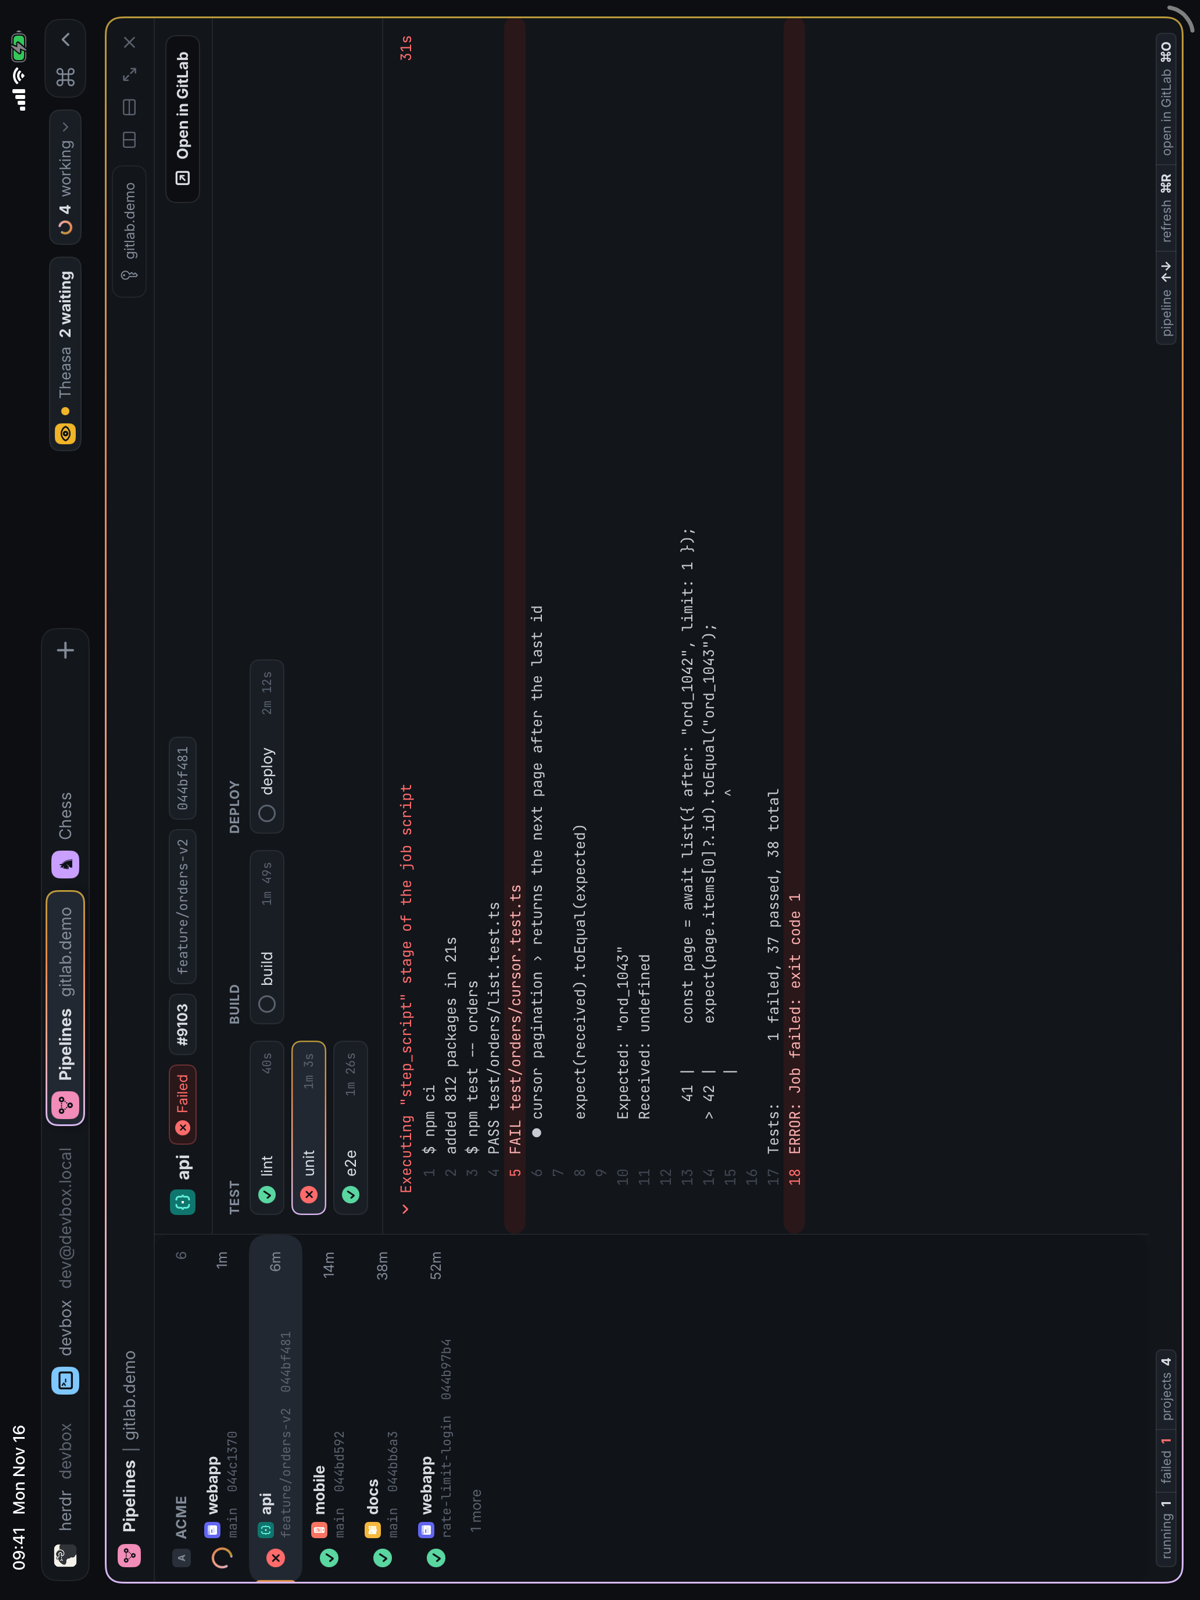 09:41 Mon Nov 16
herdr devbox
devbox dev@devbox.local
Pipelines gitlab.demo
Chess
Theasa 2 waiting
4 working
Pipelines | gitlab.demo
gitlab.demo
A ACME 6
webapp 1m
main 044c1370
api 6m
feature/orders-v2 044bf481
mobile 14m
main 044bd592
docs 38m
main 044bb6a3
webapp 52m
rate-limit-login 044b97b4
1 more
api Failed #9103 feature/orders-v2 044bf481 Open in GitLab
TEST BUILD DEPLOY
lint 40s build 1m 49s deploy 2m 12s
unit 1m 3s
e2e 1m 26s
Executing "step_script" stage of the job script 31s
1 $ npm ci
2 added 812 packages in 21s
3 $ npm test -- orders
4 PASS test/orders/list.test.ts
5 FAIL test/orders/cursor.test.ts
6 ● cursor pagination › returns the next page after the last id
7
8 expect(received).toEqual(expected)
9
10 Expected: "ord_1043"
11 Received: undefined
12
13 41 | const page = await list({ after: "ord_1042", limit: 1 });
14 > 42 | expect(page.items[0]?.id).toEqual("ord_1043");
15 | ^
16
17 Tests: 1 failed, 37 passed, 38 total
18 ERROR: Job failed: exit code 1
running 1 failed 1 projects 4
pipeline ↑↓ refresh ⌘R open in GitLab ⌘O